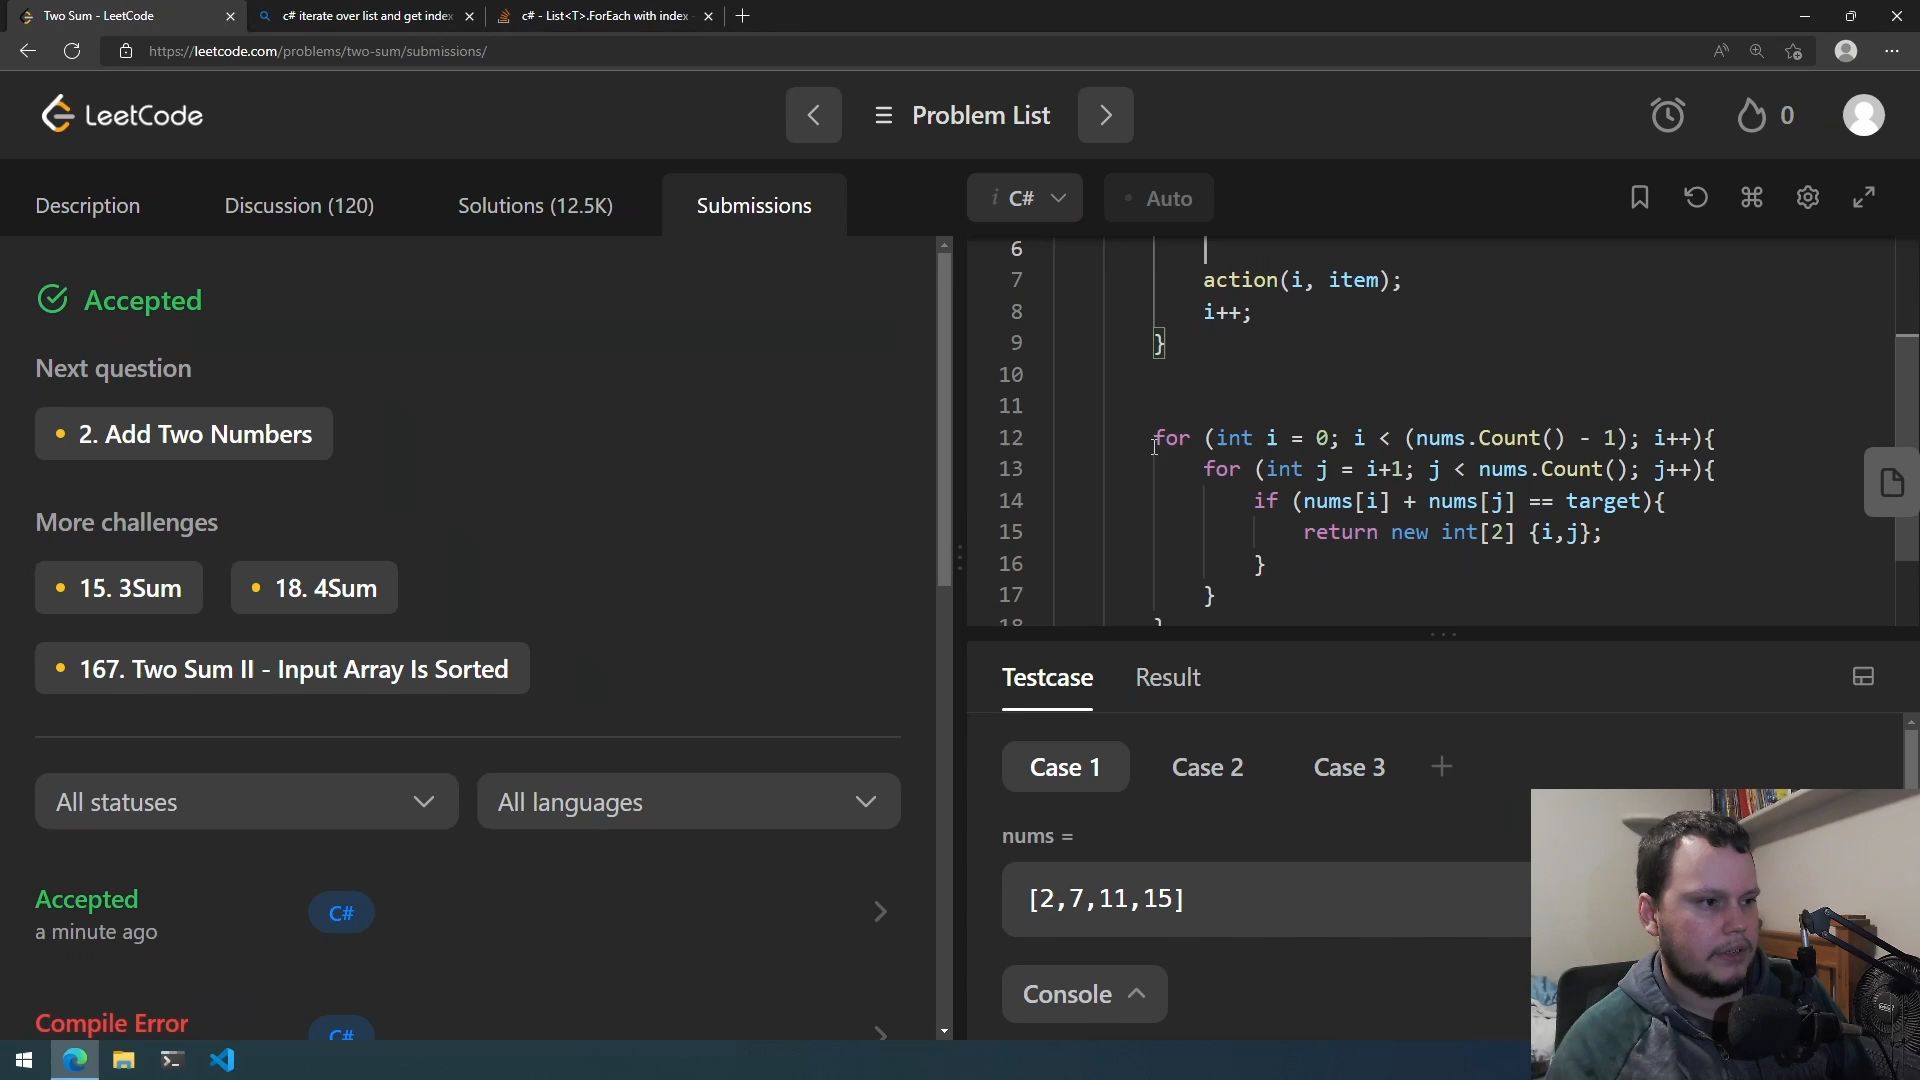 Two Sum - LeetCode
c# iterate over list and get index
c# - List<T>.ForEach with index -
https://leetcode.com/problems/two-sum/submissions/
LeetCode
Problem List
0
Description
Discussion (120)
Solutions (12.5K)
Submissions
Accepted
Next question
2. Add Two Numbers
More challenges
15. 3Sum
18. 4Sum
167. Two Sum II - Input Array Is Sorted
All statuses
All languages
Accepted
C#
a minute ago
Compile Error
C#
i C#
Auto
6
7 action(i, item);
8 i++;
9 }
10
11
12 for (int i = 0; i < (nums.Count() - 1); i++){
13 for (int j = i+1; j < nums.Count(); j++){
14 if (nums[i] + nums[j] == target){
15 return new int[2] {i,j};
16 }
17 }
18 }
Testcase
Result
Case 1
Case 2
Case 3
nums =
[2,7,11,15]
Console